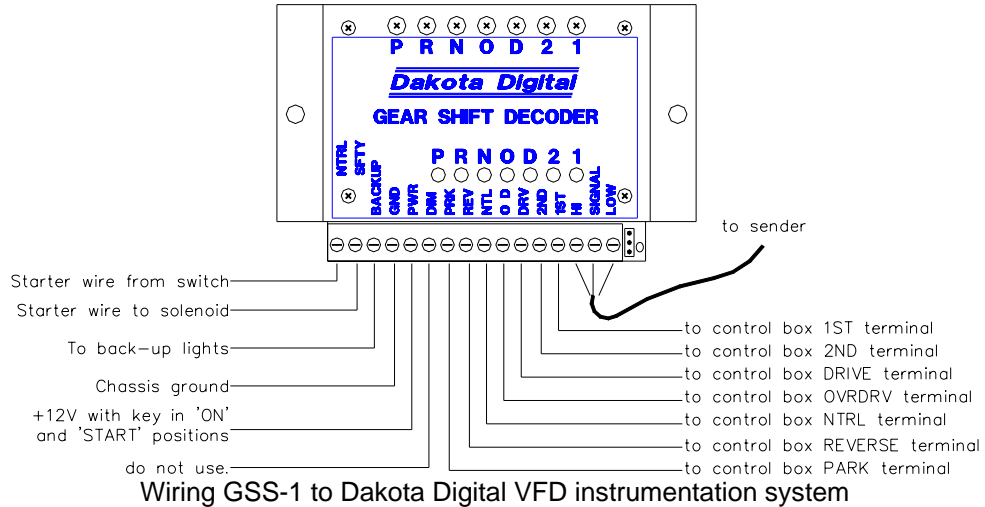 P R N O D 2 1
Dakota Digital
GEAR SHIFT DECODER
P R N O D 2 1
NTRL
SFTY
BACKUP
GND
PWR
DIM
PRK
REV
NTL
O D
DRV
2ND
1ST
HI
SIGNAL
LOW
to sender
Starter wire from switch
Starter wire to solenoid
To back-up lights
Chassis ground
+12V with key in 'ON'
and 'START' positions
do not use.
to control box 1ST terminal
to control box 2ND terminal
to control box DRIVE terminal
to control box OVRDRV terminal
to control box NTRL terminal
to control box REVERSE terminal
to control box PARK terminal
Wiring GSS-1 to Dakota Digital VFD instrumentation system